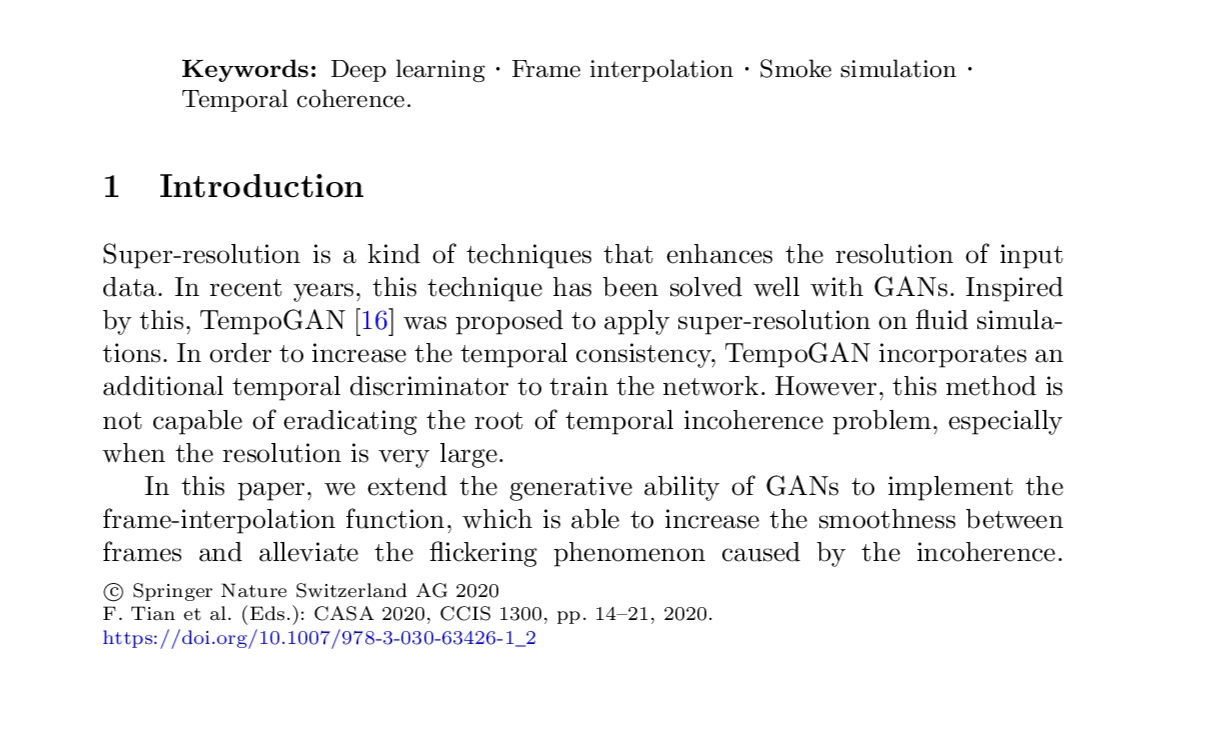 Keywords: Deep learning · Frame interpolation · Smoke simulation ·
Temporal coherence.
1 Introduction
Super-resolution is a kind of techniques that enhances the resolution of input
data. In recent years, this technique has been solved well with GANs. Inspired
by this, TempoGAN [16] was proposed to apply super-resolution on fluid simula-
tions. In order to increase the temporal consistency, TempoGAN incorporates an
additional temporal discriminator to train the network. However, this method is
not capable of eradicating the root of temporal incoherence problem, especially
when the resolution is very large.
In this paper, we extend the generative ability of GANs to implement the
frame-interpolation function, which is able to increase the smoothness between
frames and alleviate the flickering phenomenon caused by the incoherence.
© Springer Nature Switzerland AG 2020
F. Tian et al. (Eds.): CASA 2020, CCIS 1300, pp. 14–21, 2020.
https://doi.org/10.1007/978-3-030-63426-1_2